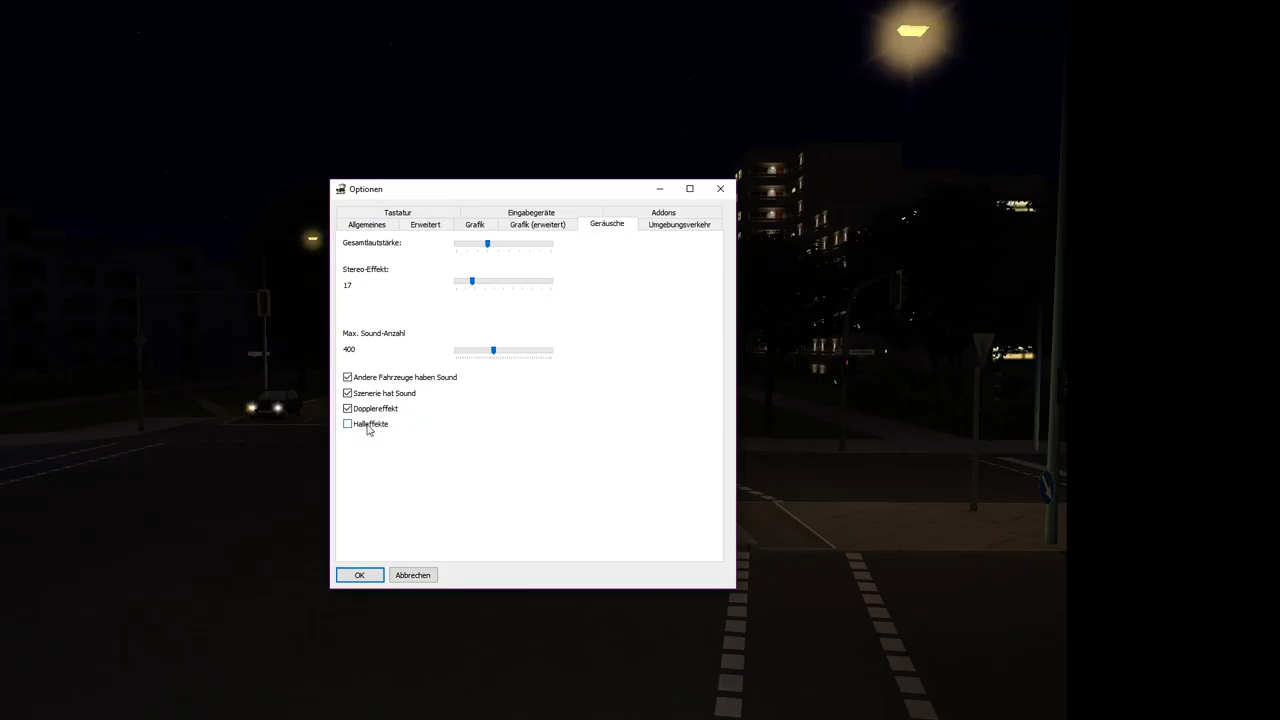 Optionen
Tastatur Eingabegeräte Addons
Allgemeines Erweitert Grafik Grafik (erweitert) Geräusche Umgebungsverkehr
Gesamtlautstärke:
Stereo-Effekt:
17
Max. Sound-Anzahl
400
Andere Fahrzeuge haben Sound
Szenerie hat Sound
Dopplereffekt
Halleffekte
OK Abbrechen